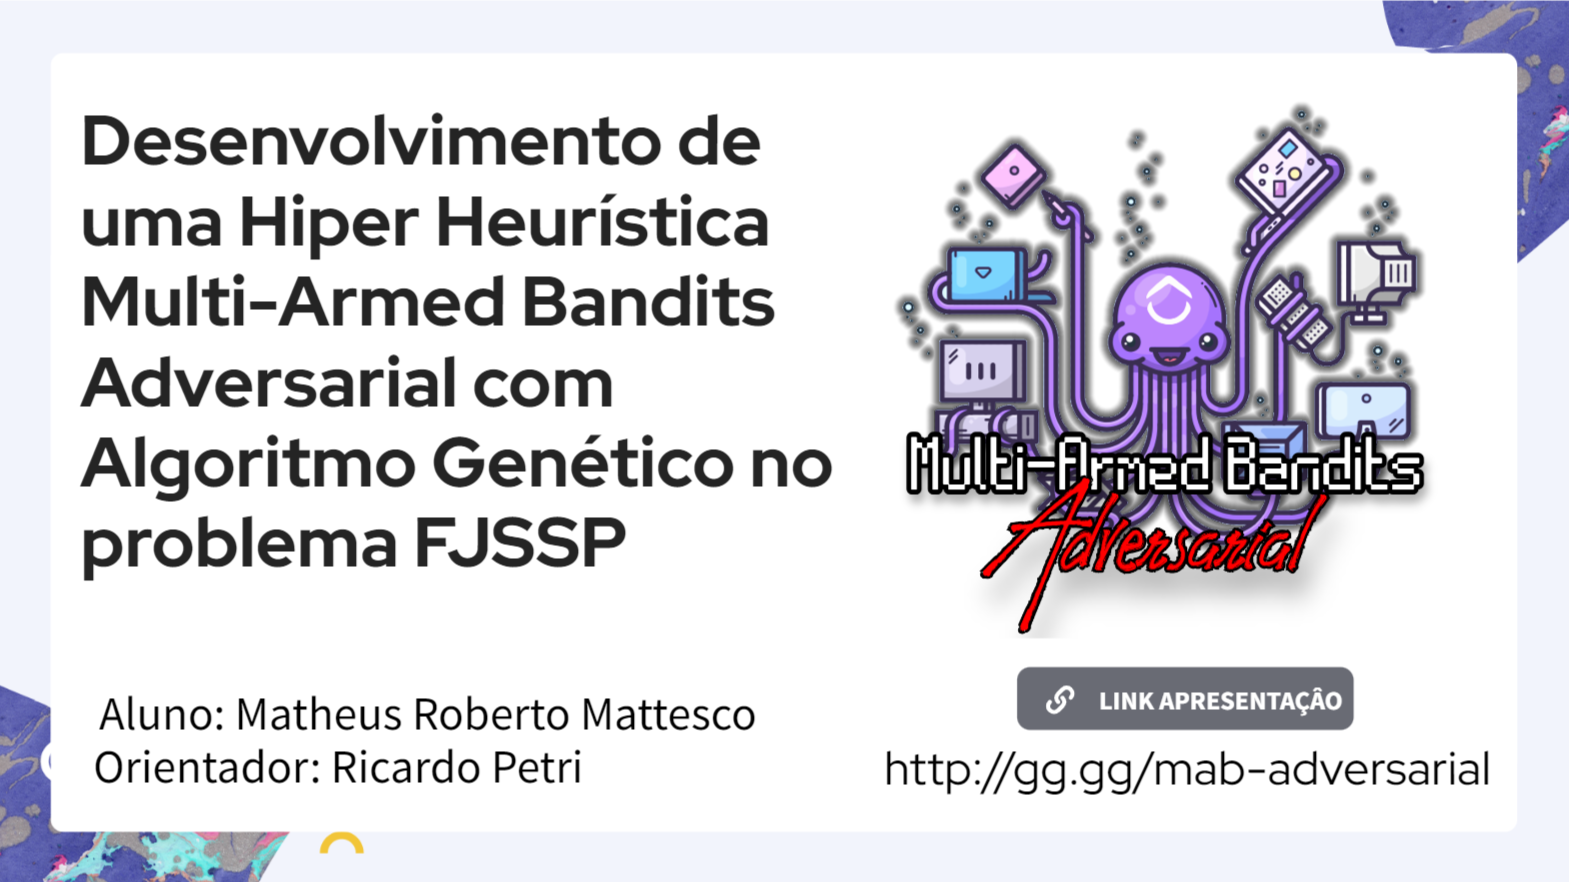 Desenvolvimento de
uma Hiper Heurística
Multi-Armed Bandits
Adversarial com
Algoritmo Genético no
problema FJSSP
Aluno: Matheus Roberto Mattesco
Orientador: Ricardo Petri
Multi-Armed Bandits
Adversarial
LINK APRESENTAÇÂO
http://gg.gg/mab-adversarial